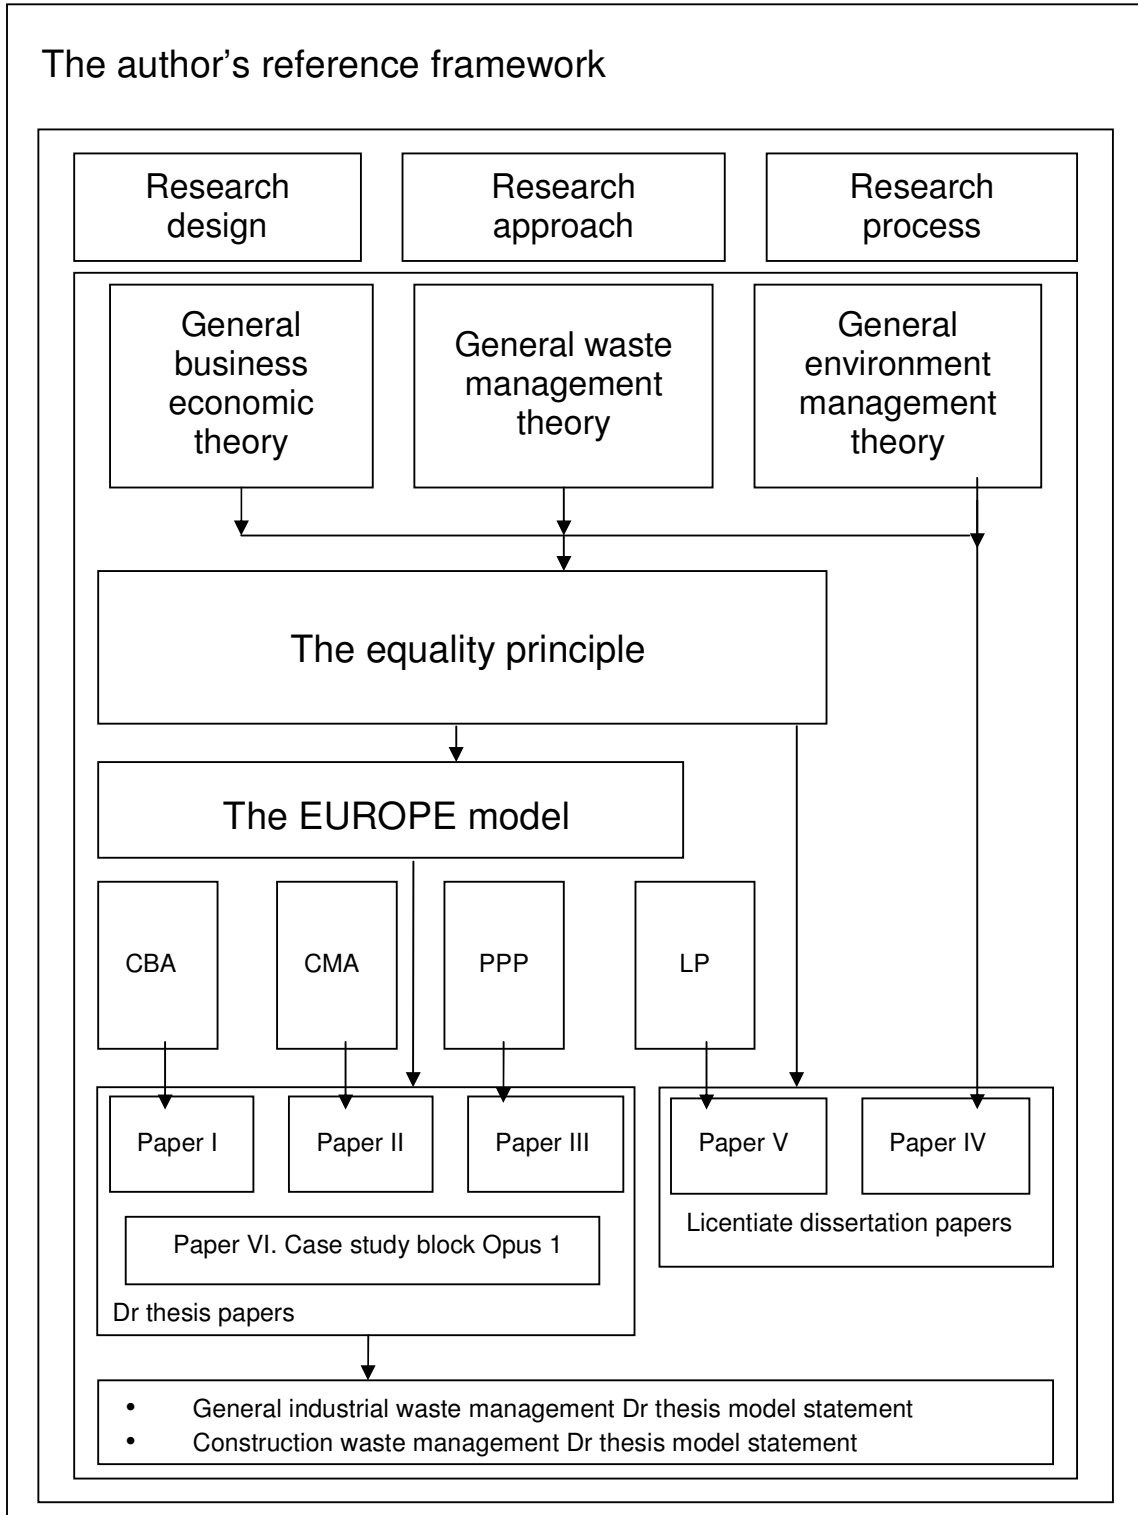 The author's reference framework
Research
design
Research
approach
Research
process
General
business
economic
theory
General waste
management
theory
General
environment
management
theory
The equality principle
The EUROPE model
CBA
CMA
PPP
LP
Paper I
Paper II
Paper III
Paper V
Paper IV
Licentiate dissertation papers
Paper VI. Case study block Opus 1
Dr thesis papers
• General industrial waste management Dr thesis model statement
• Construction waste management Dr thesis model statement